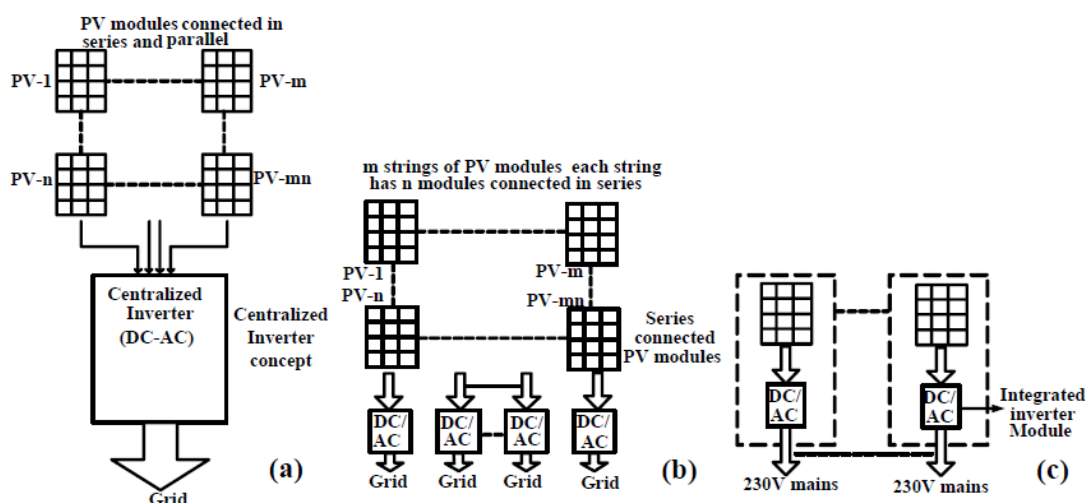 PV modules connected in
series and parallel
PV-1
PV-m
PV-n
PV-mn
Centralized
Inverter
(DC-AC)
Centralized
Inverter
concept
Grid
(a)
m strings of PV modules each string
has n modules connected in series
PV-1
PV-n
PV-m
PV-mn
Series
connected
PV modules
DC/
AC
DC/
AC
DC/
AC
DC/
AC
Grid
Grid
Grid
Grid
(b)
DC/
AC
DC/
AC
Integrated
inverter
Module
230V mains
230V mains
(c)